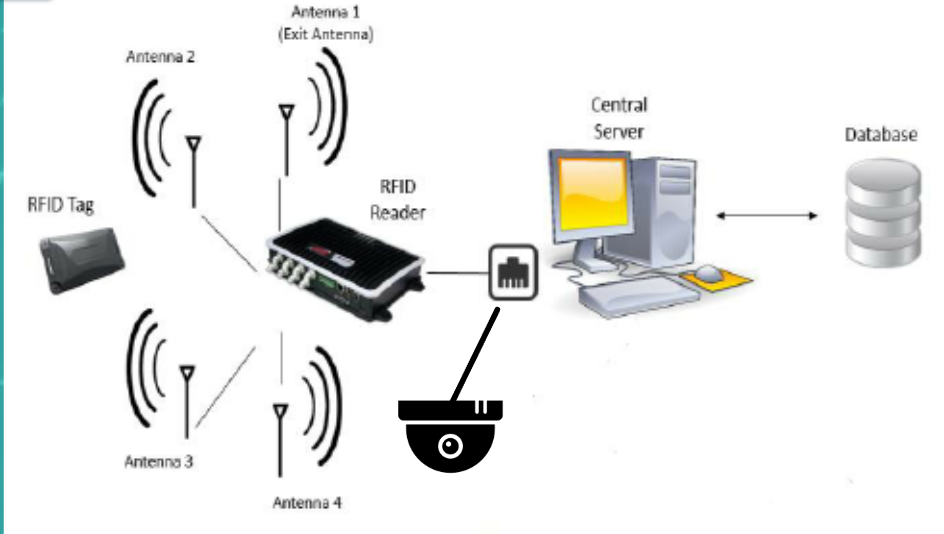 Antenna 1
(Exit Antenna)
Antenna 2
Central
Server
Database
RFID
Reader
RFID Tag
Antenna 3
Antenna 4